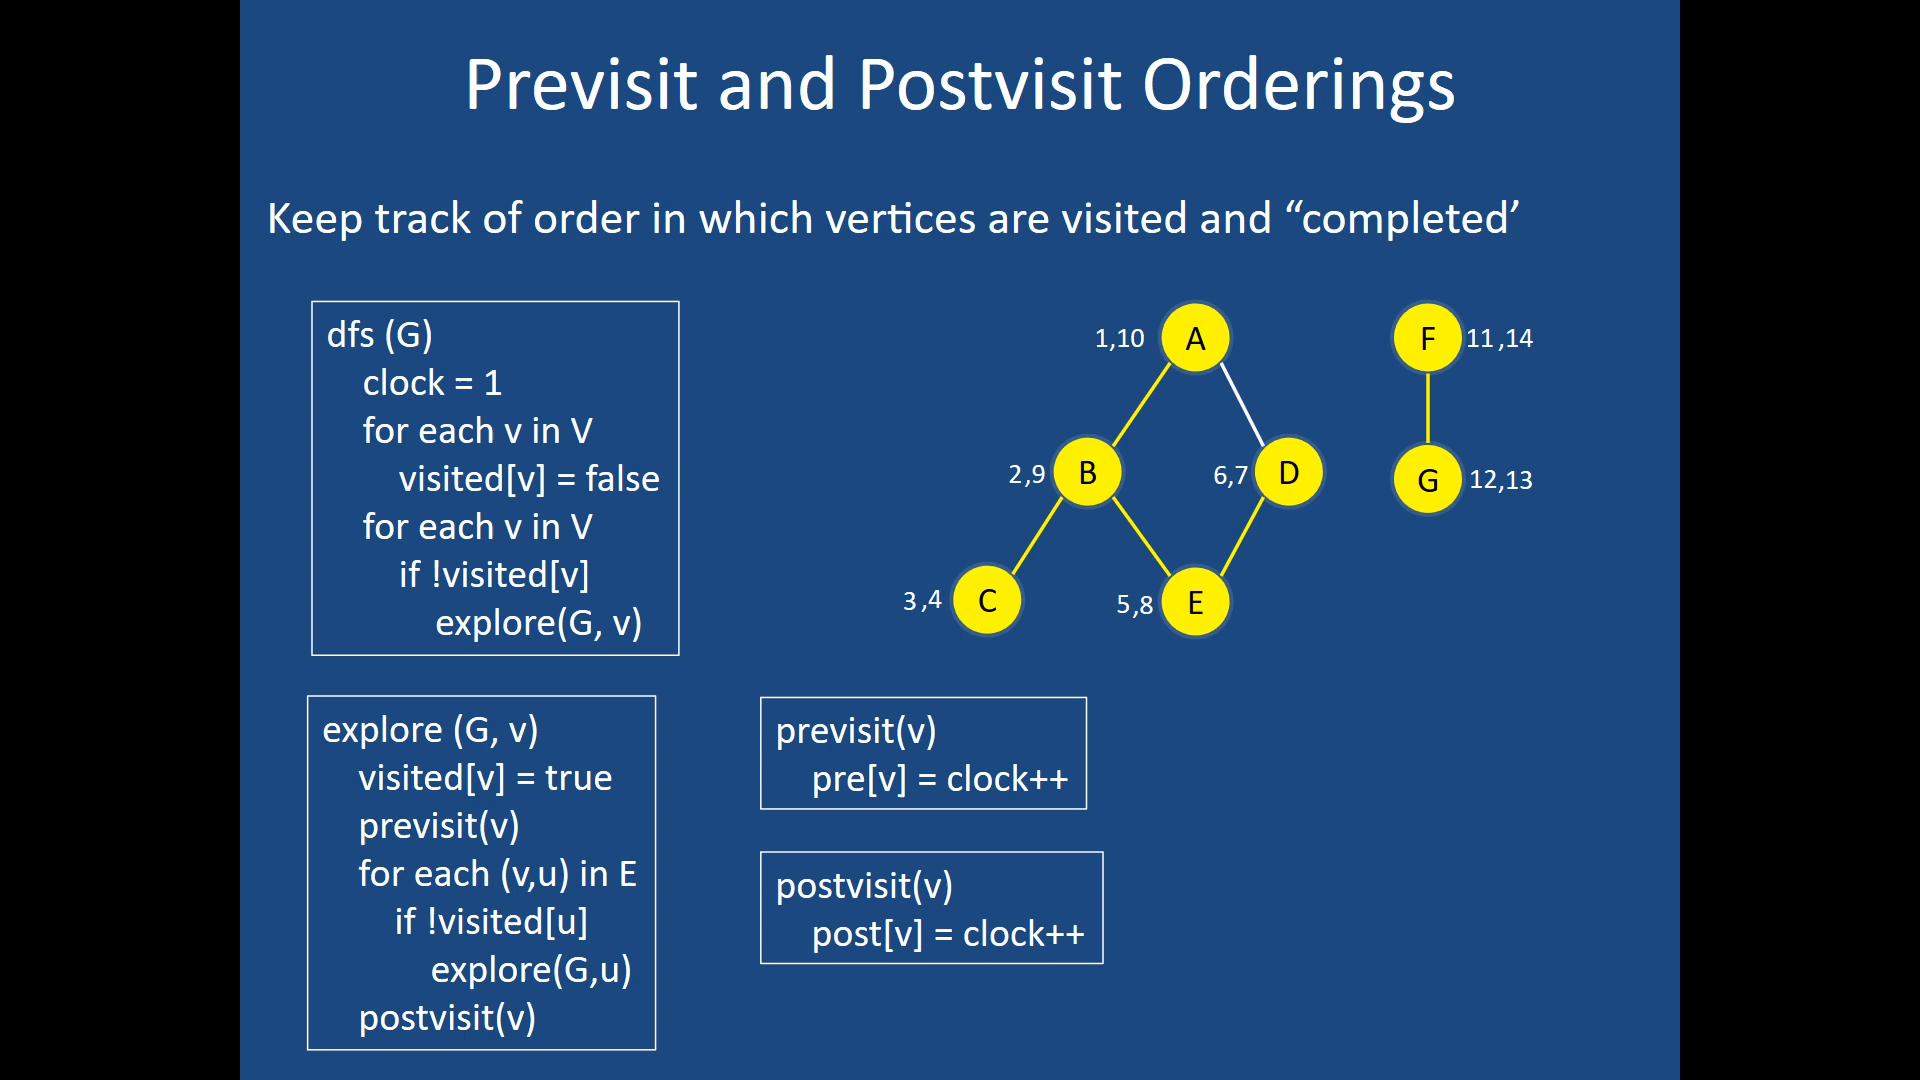 Previsit and Postvisit Orderings
Keep track of order in which vertices are visited and “completed’
dfs (G)
clock = 1
for each v in V
visited[v] = false
for each v in V
if !visited[v]
explore(G, v)
1,10 A
F 11,14
2,9 B
6,7 D
G 12,13
3,4 C
5,8 E
explore (G, v)
visited[v] = true
previsit(v)
for each (v,u) in E
if !visited[u]
explore(G,u)
postvisit(v)
previsit(v)
pre[v] = clock++
postvisit(v)
post[v] = clock++